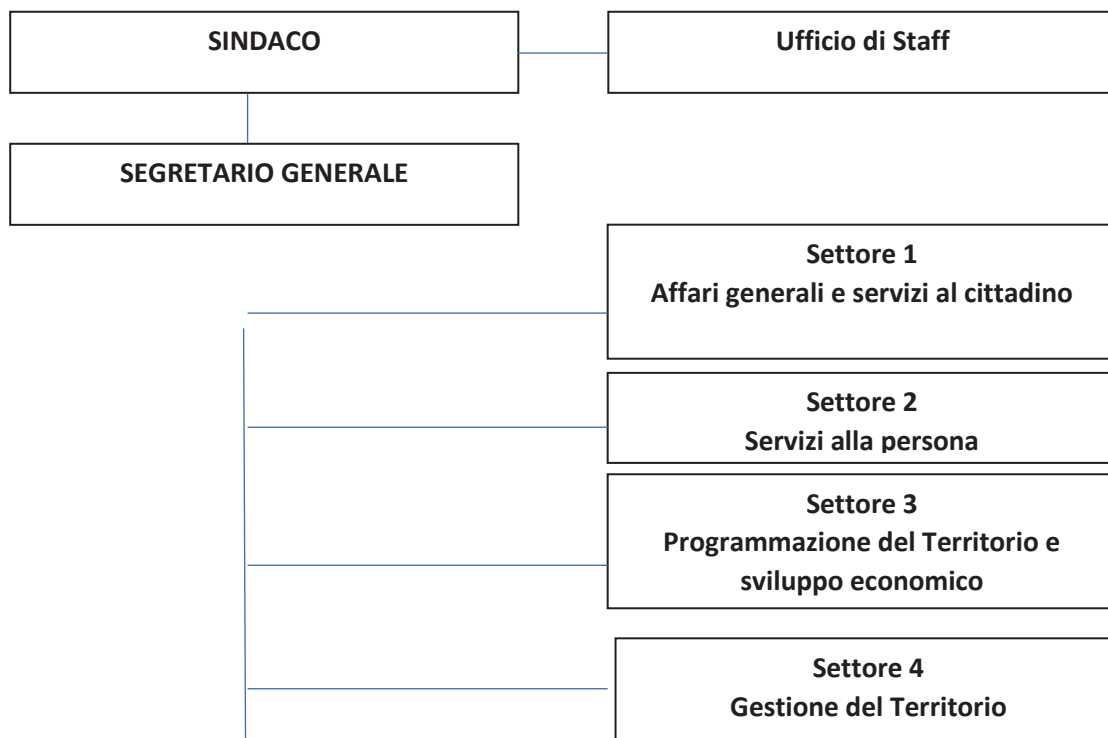 SINDACO
Ufficio di Staff
SEGRETARIO GENERALE
Settore 1
Affari generali e servizi al cittadino
Settore 2
Servizi alla persona
Settore 3
Programmazione del Territorio e
sviluppo economico
Settore 4
Gestione del Territorio